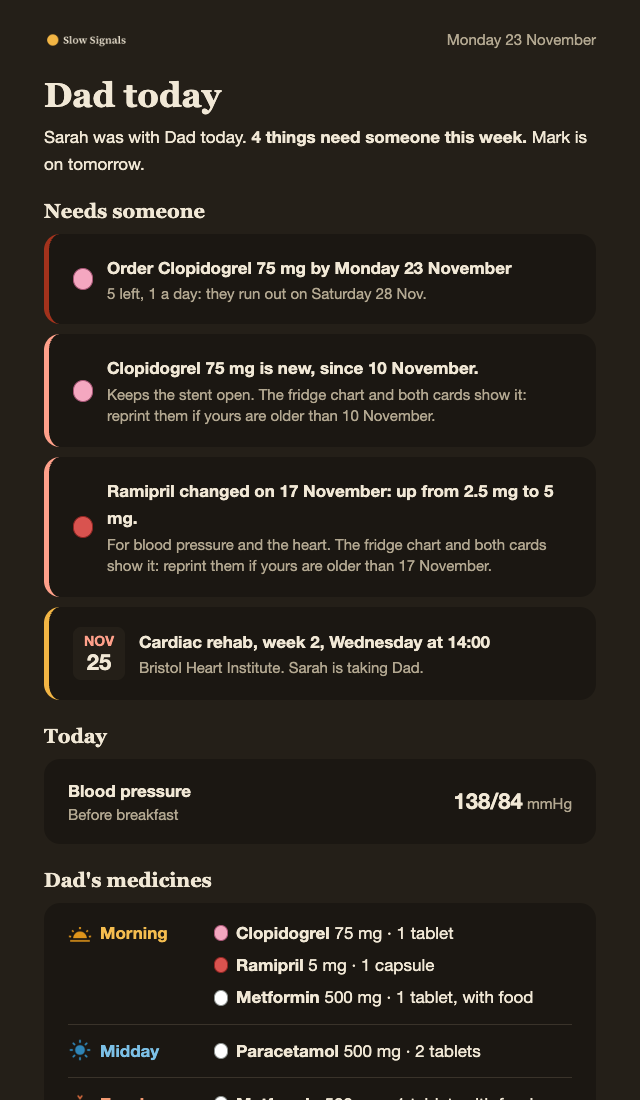 Slow Signals
Monday 23 November
Dad today
Sarah was with Dad today. 4 things need someone this week. Mark is
on tomorrow.
Needs someone
Order Clopidogrel 75 mg by Monday 23 November
5 left, 1 a day: they run out on Saturday 28 Nov.
Clopidogrel 75 mg is new, since 10 November.
Keeps the stent open. The fridge chart and both cards show it:
reprint them if yours are older than 10 November.
Ramipril changed on 17 November: up from 2.5 mg to 5
mg.
For blood pressure and the heart. The fridge chart and both cards
show it: reprint them if yours are older than 17 November.
NOV
25
Cardiac rehab, week 2, Wednesday at 14:00
Bristol Heart Institute. Sarah is taking Dad.
Today
Blood pressure
Before breakfast
138/84 mmHg
Dad's medicines
Morning
Clopidogrel 75 mg · 1 tablet
Ramipril 5 mg · 1 capsule
Metformin 500 mg · 1 tablet, with food
Midday
Paracetamol 500 mg · 2 tablets